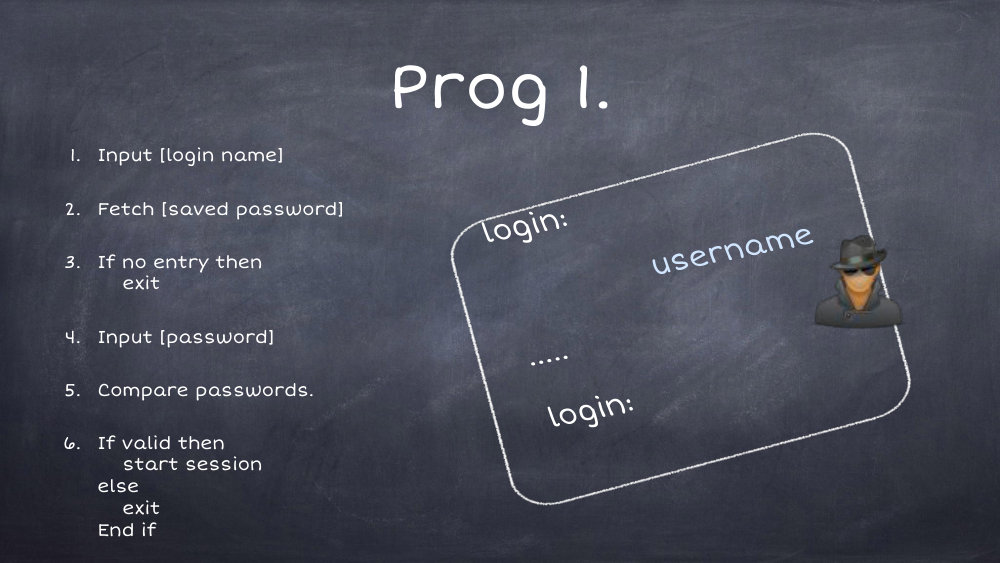 Prog 1.
1. Input [login name]
2. Fetch [saved password]
3. If no entry then
exit
4. Input [password]
5. Compare passwords.
6. If valid then
start session
else
exit
End if
login:
username
.....
login: